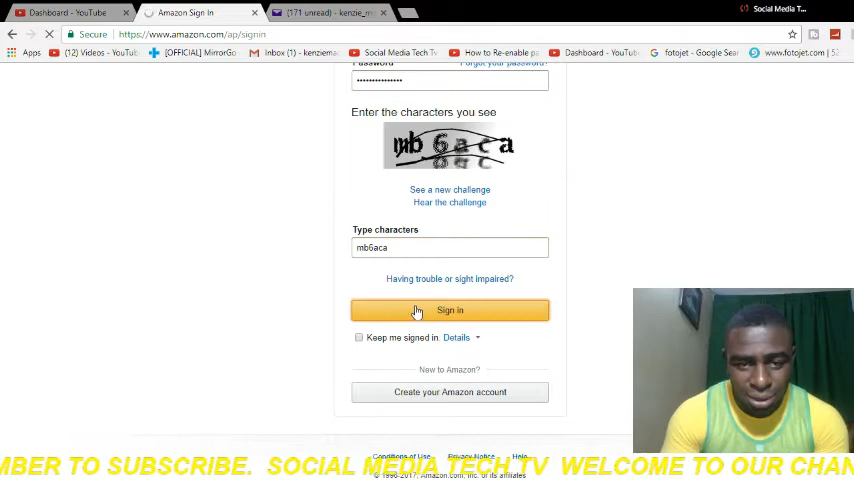 Dashboard - YouTube
Amazon Sign In
(171 unread) - kenzie_m
Social Media T...
Secure
https://www.amazon.com/ap/signin
Apps
(12) Videos - YouTub
[OFFICIAL] MirrorGo
Inbox (1) - kenziemac
Social Media Tech Tv
How to Re-enable pa
Dashboard - YouTube
fotojet - Google Sear
www.fotojet.com | 52
Password
Forgot your password?
Enter the characters you see
mb6aca
See a new challenge
Hear the challenge
Type characters
mb6aca
Having trouble or sight impaired?
Sign in
Keep me signed in.
Details
New to Amazon?
Create your Amazon account
MBER TO SUBSCRIBE. SOCIAL MEDIA TECH TV WELCOME TO OUR CHAN
Conditions of Use
Privacy Notice
Help
© 1996-2017, Amazon.com, Inc. or its affiliates